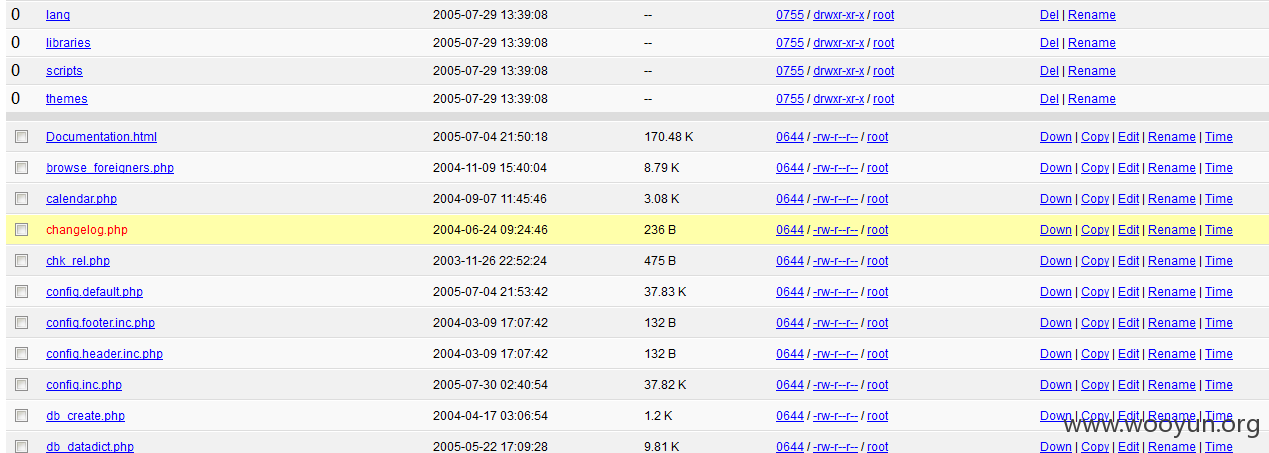 0 lang 2005-07-29 13:39:08 -- 0755 / drwxr-xr-x / root Del | Rename
0 libraries 2005-07-29 13:39:08 -- 0755 / drwxr-xr-x / root Del | Rename
0 scripts 2005-07-29 13:39:08 -- 0755 / drwxr-xr-x / root Del | Rename
0 themes 2005-07-29 13:39:08 -- 0755 / drwxr-xr-x / root Del | Rename
Documentation.html 2005-07-04 21:50:18 170.48 K 0644 / -rw-r--r-- / root Down | Copy | Edit | Rename | Time
browse_foreigners.php 2004-11-09 15:40:04 8.79 K 0644 / -rw-r--r-- / root Down | Copy | Edit | Rename | Time
calendar.php 2004-09-07 11:45:46 3.08 K 0644 / -rw-r--r-- / root Down | Copy | Edit | Rename | Time
changelog.php 2004-06-24 09:24:46 236 B 0644 / -rw-r--r-- / root Down | Copy | Edit | Rename | Time
chk_rel.php 2003-11-26 22:52:24 475 B 0644 / -rw-r--r-- / root Down | Copy | Edit | Rename | Time
config.default.php 2005-07-04 21:53:42 37.83 K 0644 / -rw-r--r-- / root Down | Copy | Edit | Rename | Time
config.footer.inc.php 2004-03-09 17:07:42 132 B 0644 / -rw-r--r-- / root Down | Copy | Edit | Rename | Time
config.header.inc.php 2004-03-09 17:07:42 132 B 0644 / -rw-r--r-- / root Down | Copy | Edit | Rename | Time
config.inc.php 2005-07-30 02:40:54 37.82 K 0644 / -rw-r--r-- / root Down | Copy | Edit | Rename | Time
db_create.php 2004-04-17 03:06:54 1.2 K 0644 / -rw-r--r-- / root Down | Copy | Edit | Rename | Time
www.wooyun.org
db_datadict.php 2005-05-22 17:09:28 9.81 K 0644 / -rw-r--r-- / root Down | Copy | Edit | Rename | Time